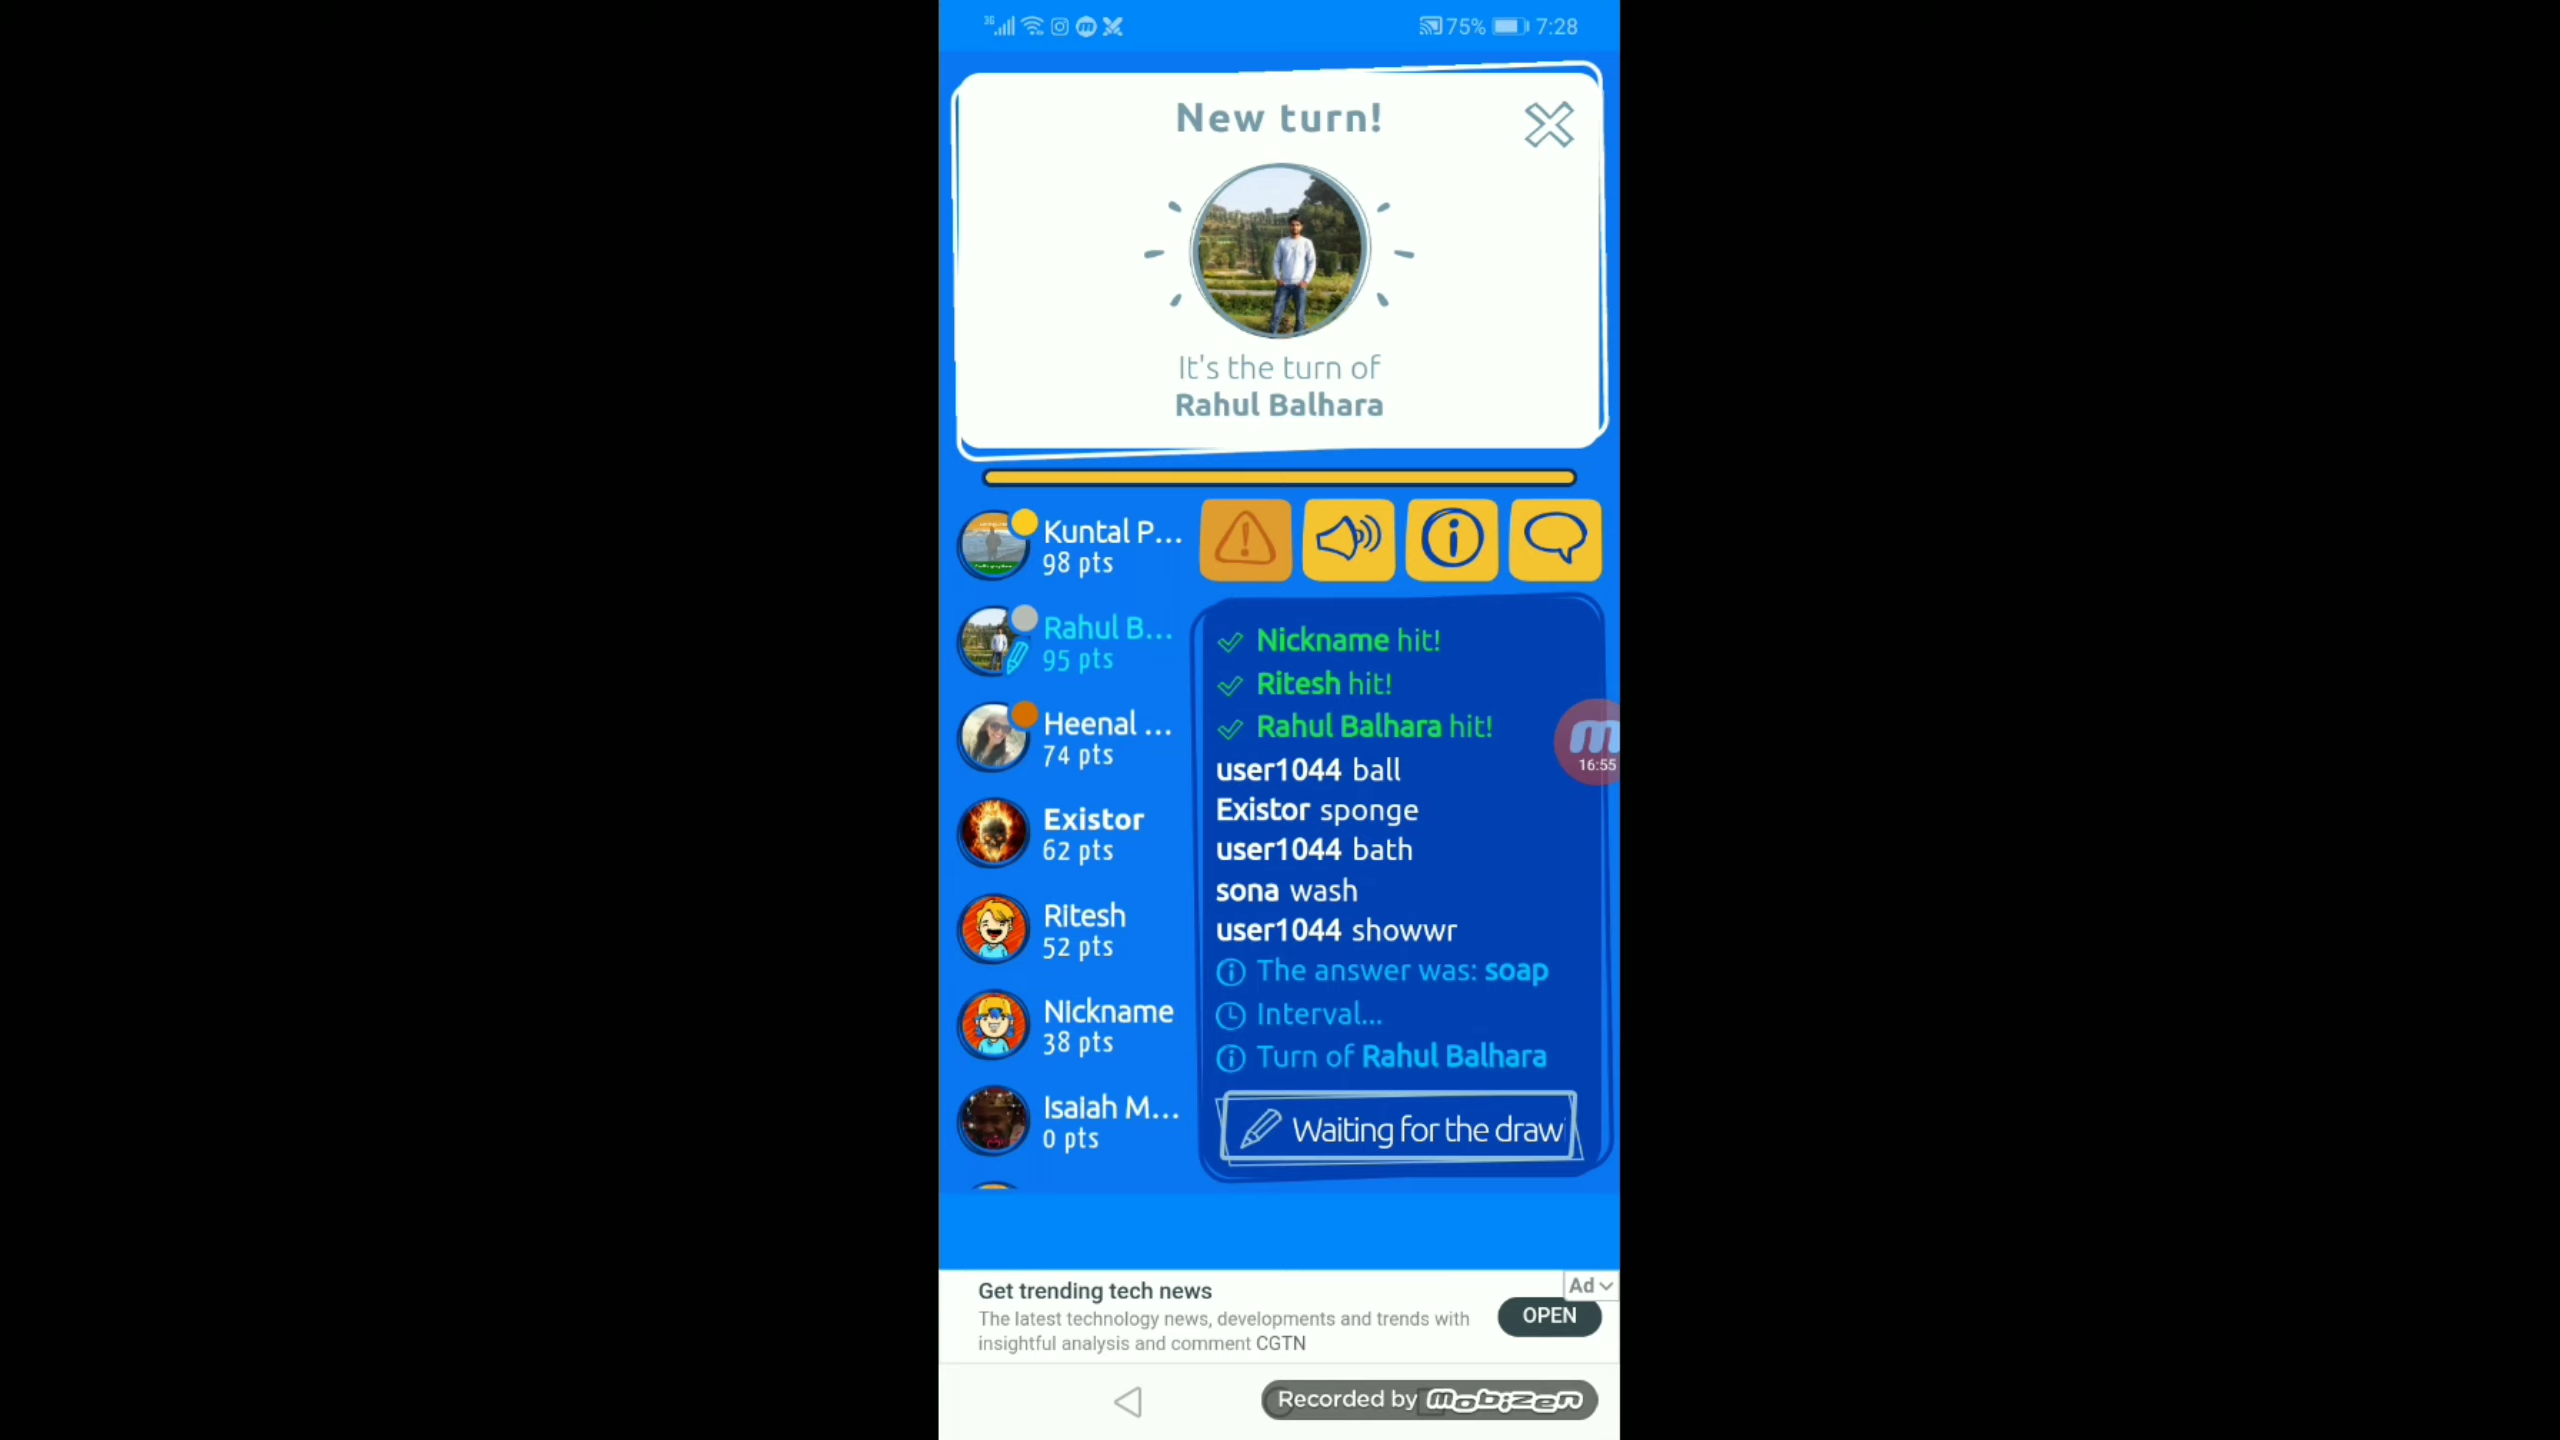 3G
75% 7:28
New turn!
It's the turn of
Rahul Balhara
Kuntal P...
98 pts
Rahul B...
95 pts
Heenal ...
74 pts
Existor
62 pts
Ritesh
52 pts
Nickname
38 pts
Isaiah M...
0 pts
Nickname hit!
Ritesh hit!
Rahul Balhara hit!
user1044 ball
Existor sponge
user1044 bath
sona wash
user1044 showwr
The answer was: soap
Interval...
Turn of Rahul Balhara
Waiting for the draw
m
16:55
Ad
Get trending tech news
The latest technology news, developments and trends with
insightful analysis and comment CGTN
OPEN
Recorded by mobizen